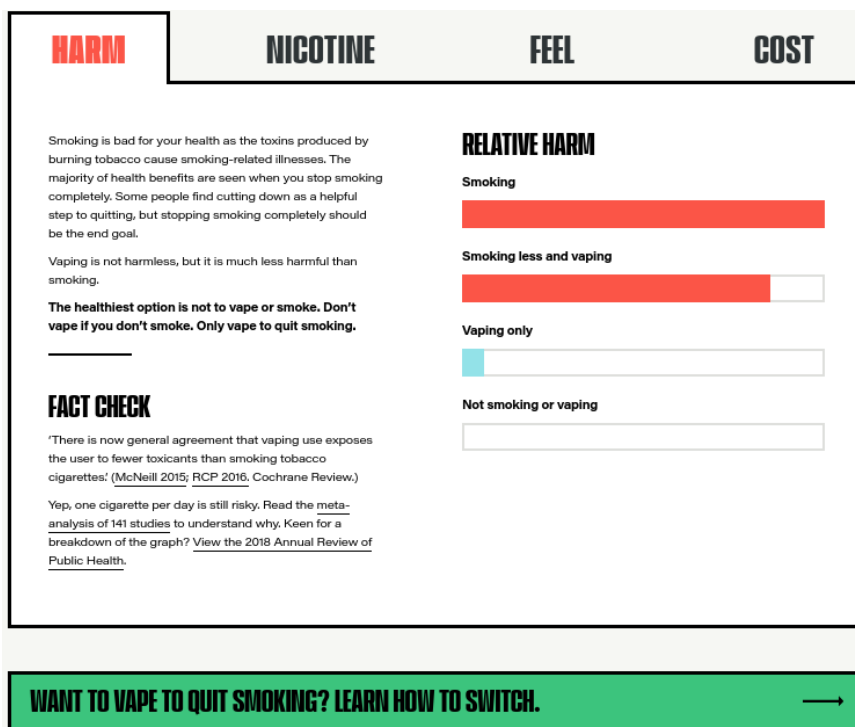 HARM
NICOTINE
FEEL
COST
Smoking is bad for your health as the toxins produced by
burning tobacco cause smoking-related illnesses. The
majority of health benefits are seen when you stop smoking
completely. Some people find cutting down as a helpful
step to quitting, but stopping smoking completely should
be the end goal.
Vaping is not harmless, but it is much less harmful than
smoking.
The healthiest option is not to vape or smoke. Don’t
vape if you don’t smoke. Only vape to quit smoking.
FACT CHECK
‘There is now general agreement that vaping use exposes
the user to fewer toxicants than smoking tobacco
cigarettes.’ (McNeill 2015; RCP 2016. Cochrane Review.)
Yep, one cigarette per day is still risky. Read the meta-
analysis of 141 studies to understand why. Keen for a
breakdown of the graph? View the 2018 Annual Review of
Public Health.
RELATIVE HARM
Smoking
Smoking less and vaping
Vaping only
Not smoking or vaping
WANT TO VAPE TO QUIT SMOKING? LEARN HOW TO SWITCH.